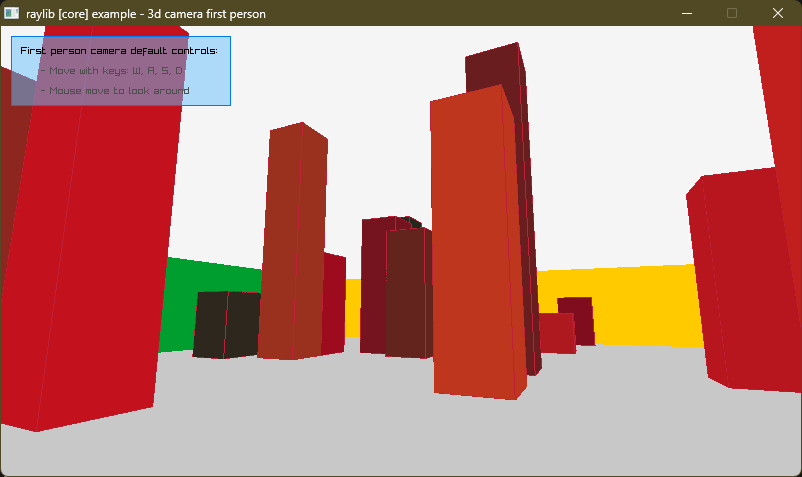 raylib [core] example - 3d camera first person
First person camera default controls:
- Move with keys: W, A, S, D
- Mouse move to look around